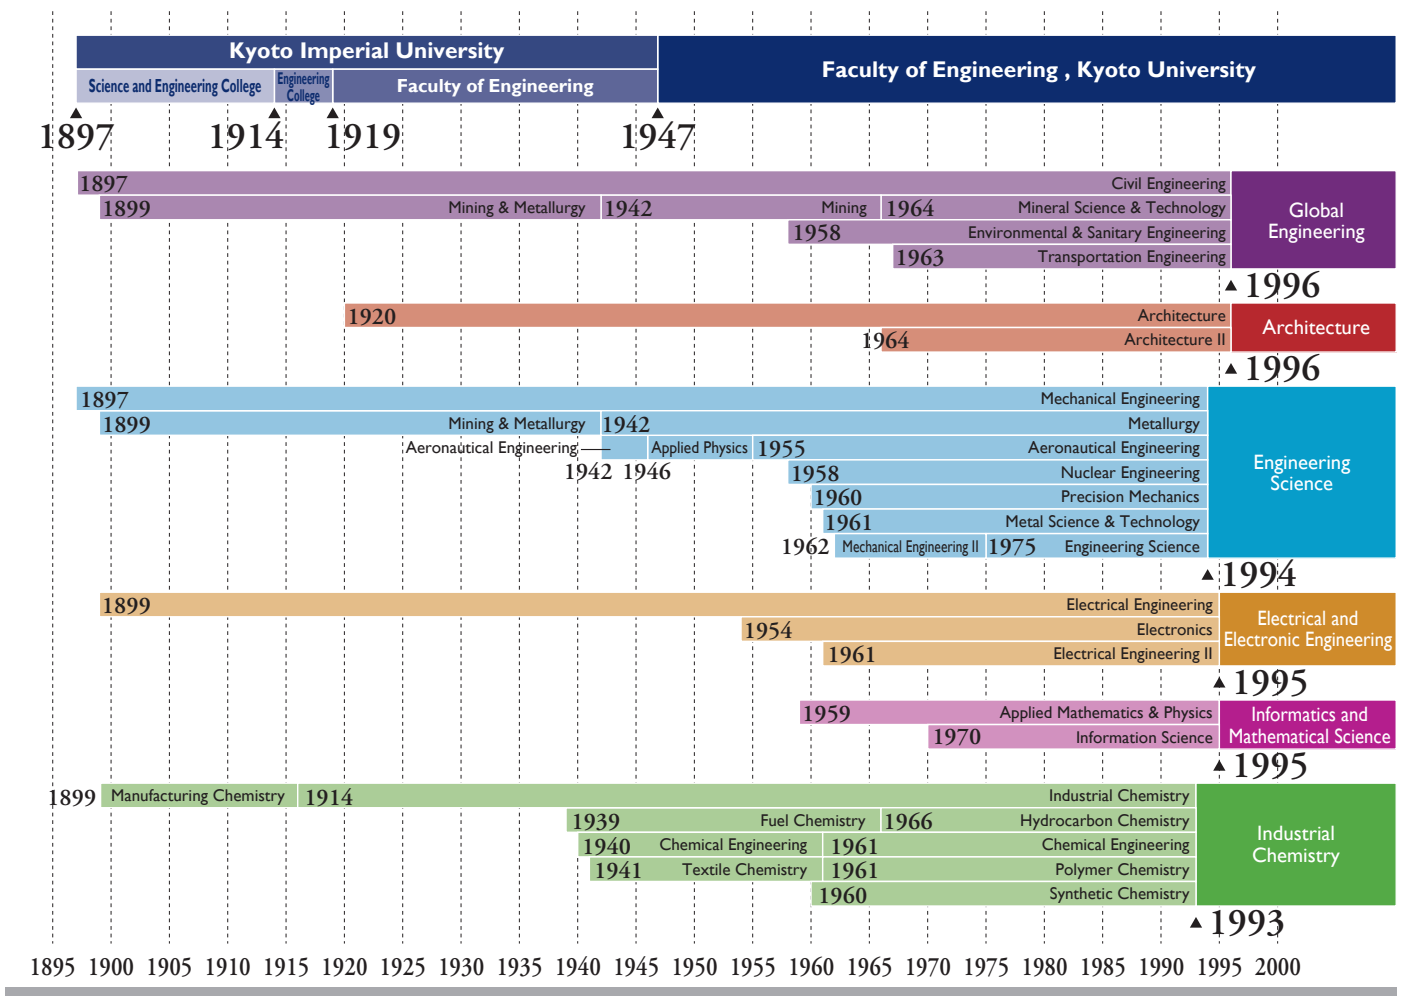 Kyoto Imperial University
Faculty of Engineering , Kyoto University
Science and Engineering College
Engineering
College
Faculty of Engineering
1897
1914
1919
1947
1897
Civil Engineering
1899
Mining & Metallurgy
1942
Mining
1964
Mineral Science & Technology
1958
Environmental & Sanitary Engineering
1963
Transportation Engineering
Global
Engineering
1996
1920
Architecture
1964
Architecture II
Architecture
1996
1897
Mechanical Engineering
1899
Mining & Metallurgy
1942
Metallurgy
Aeronautical Engineering
Applied Physics
1955
Aeronautical Engineering
1942
1946
1958
Nuclear Engineering
1960
Precision Mechanics
1961
Metal Science & Technology
1962
Mechanical Engineering II
1975
Engineering Science
Engineering
Science
1994
1899
Electrical Engineering
1954
Electronics
1961
Electrical Engineering II
Electrical and
Electronic Engineering
1995
1959
Applied Mathematics & Physics
1970
Information Science
Informatics and
Mathematical Science
1995
1899
Manufacturing Chemistry
1914
Industrial Chemistry
1939
Fuel Chemistry
1966
Hydrocarbon Chemistry
1940
Chemical Engineering
1961
Chemical Engineering
1941
Textile Chemistry
1961
Polymer Chemistry
1960
Synthetic Chemistry
Industrial
Chemistry
1993
1895 1900 1905 1910 1915 1920 1925 1930 1935 1940 1945 1950 1955 1960 1965 1970 1975 1980 1985 1990 1995 2000